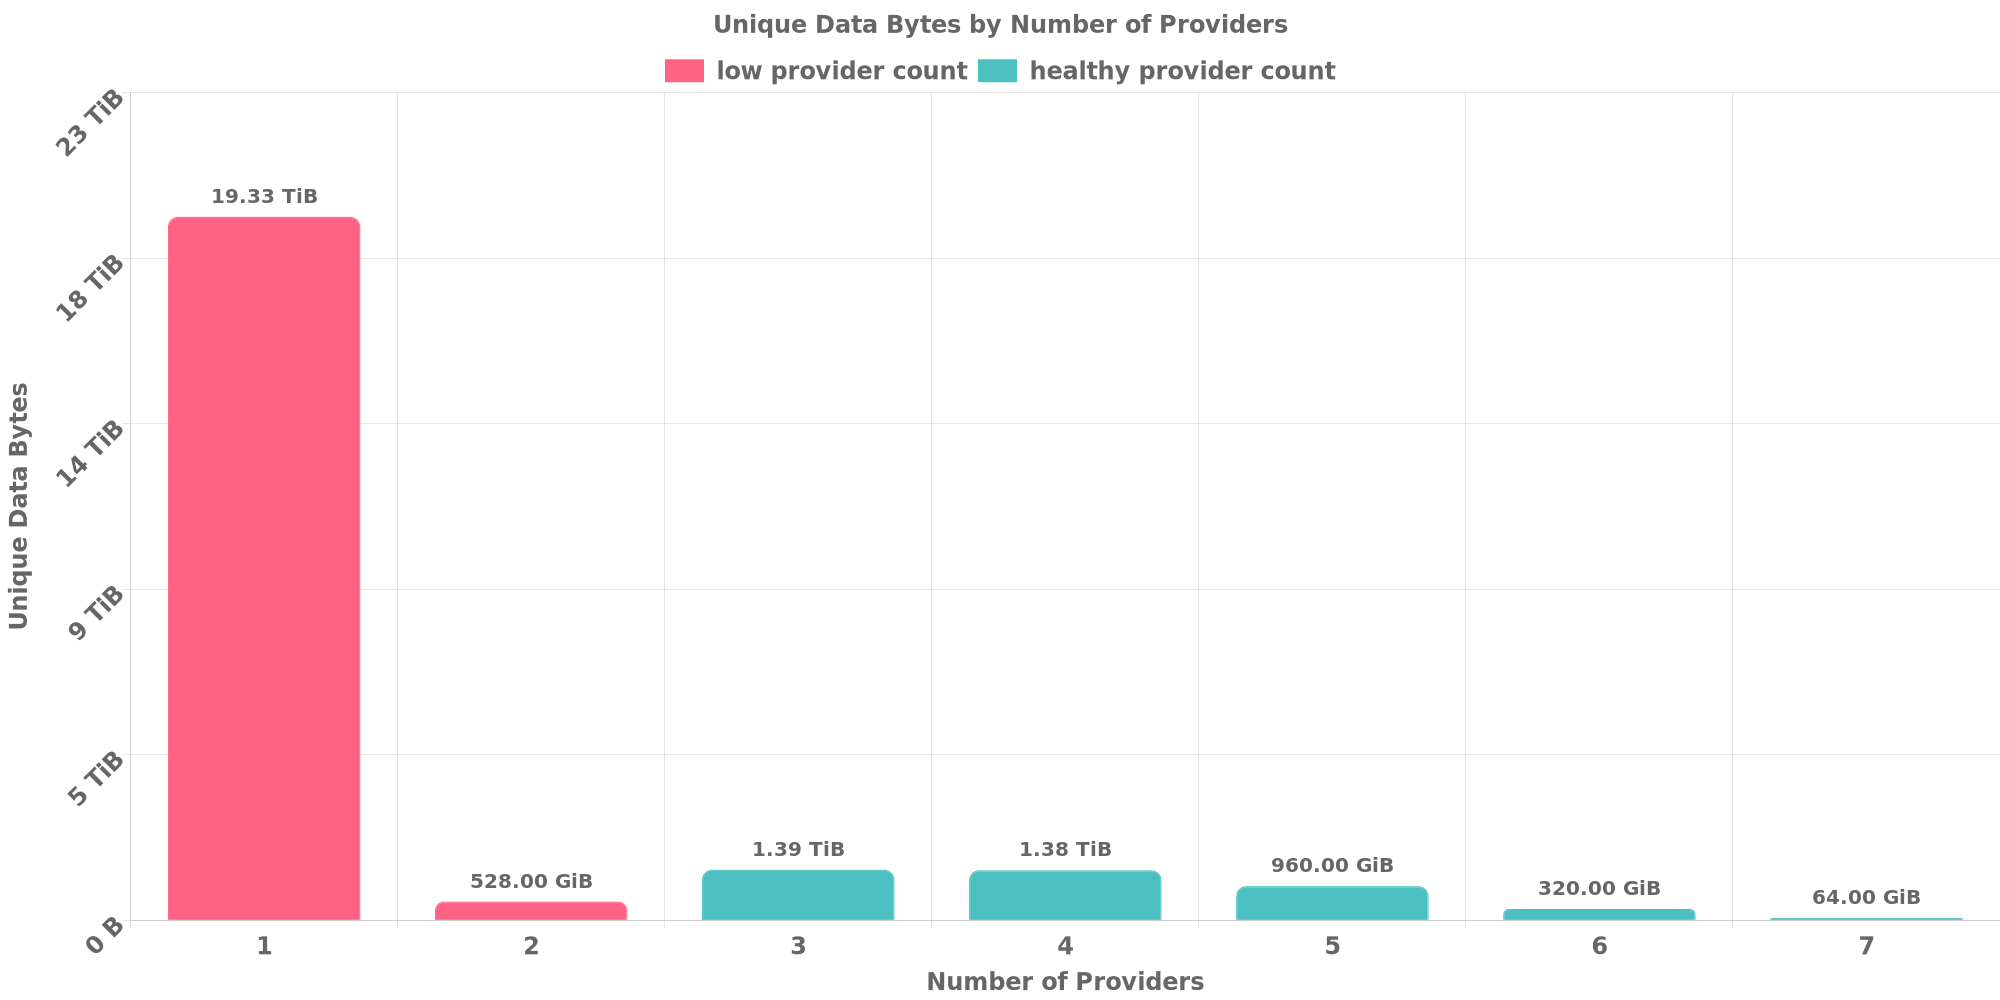 Unique Data Bytes by Number of Providers
low provider count healthy provider count
23 TiB
18 TiB
14 TiB
9 TiB
5 TiB
0 B
Unique Data Bytes
19.33 TiB
528.00 GiB
1.39 TiB
1.38 TiB
960.00 GiB
320.00 GiB
64.00 GiB
1 2 3 4 5 6 7
Number of Providers